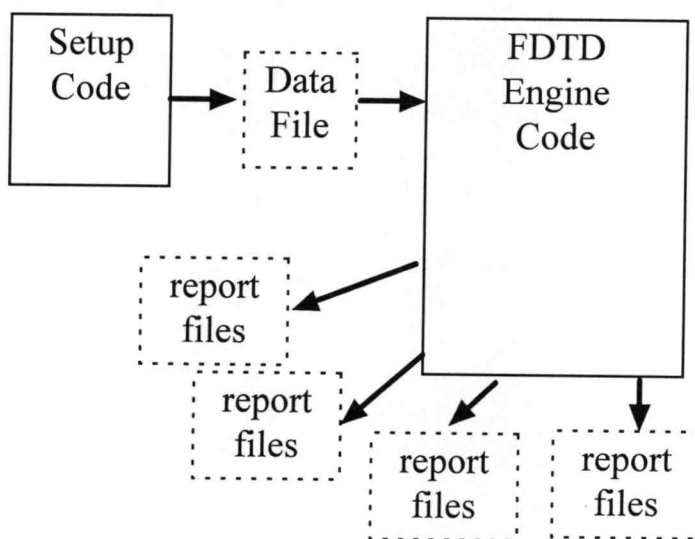 Setup
Code
Data
File
FDTD
Engine
Code
report
files
report
files
report
files
report
files